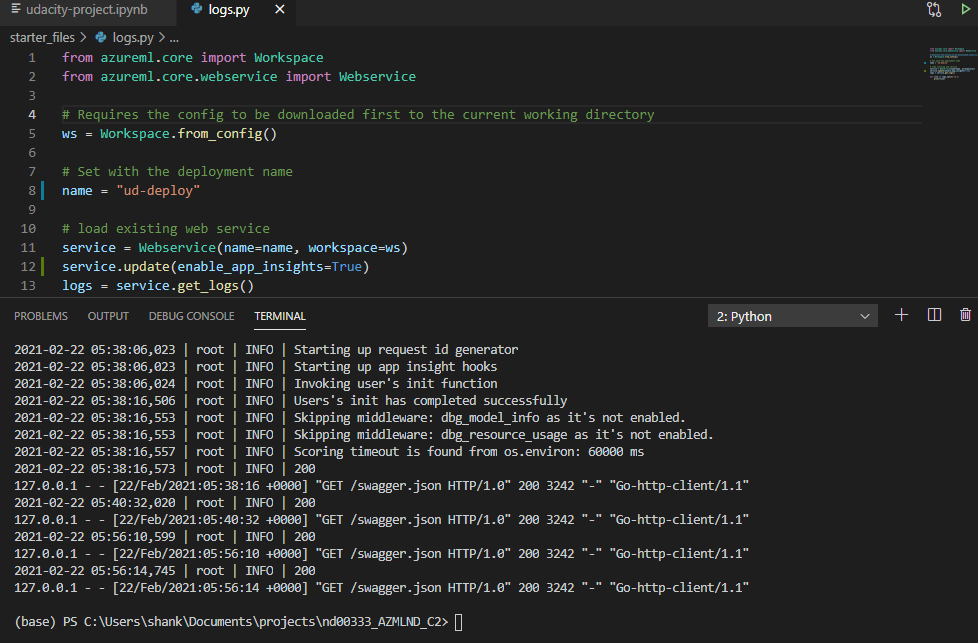 udacity-project.ipynb logs.py
starter_files > logs.py > ...
1 from azureml.core import Workspace
2 from azureml.core.webservice import Webservice
3
4 # Requires the config to be downloaded first to the current working directory
5 ws = Workspace.from_config()
6
7 # Set with the deployment name
8 name = "ud-deploy"
9
10 # load existing web service
11 service = Webservice(name=name, workspace=ws)
12 service.update(enable_app_insights=True)
13 logs = service.get_logs()
PROBLEMS OUTPUT DEBUG CONSOLE TERMINAL 2: Python
2021-02-22 05:38:06,023 | root | INFO | Starting up request id generator
2021-02-22 05:38:06,023 | root | INFO | Starting up app insight hooks
2021-02-22 05:38:06,024 | root | INFO | Invoking user's init function
2021-02-22 05:38:16,506 | root | INFO | Users's init has completed successfully
2021-02-22 05:38:16,553 | root | INFO | Skipping middleware: dbg_model_info as it's not enabled.
2021-02-22 05:38:16,553 | root | INFO | Skipping middleware: dbg_resource_usage as it's not enabled.
2021-02-22 05:38:16,557 | root | INFO | Scoring timeout is found from os.environ: 60000 ms
2021-02-22 05:38:16,573 | root | INFO | 200
127.0.0.1 - - [22/Feb/2021:05:38:16 +0000] "GET /swagger.json HTTP/1.0" 200 3242 "-" "Go-http-client/1.1"
2021-02-22 05:40:32,020 | root | INFO | 200
127.0.0.1 - - [22/Feb/2021:05:40:32 +0000] "GET /swagger.json HTTP/1.0" 200 3242 "-" "Go-http-client/1.1"
2021-02-22 05:56:10,599 | root | INFO | 200
127.0.0.1 - - [22/Feb/2021:05:56:10 +0000] "GET /swagger.json HTTP/1.0" 200 3242 "-" "Go-http-client/1.1"
2021-02-22 05:56:14,745 | root | INFO | 200
127.0.0.1 - - [22/Feb/2021:05:56:14 +0000] "GET /swagger.json HTTP/1.0" 200 3242 "-" "Go-http-client/1.1"
(base) PS C:\Users\shank\Documents\projects\nd00333_AZMLND_C2>